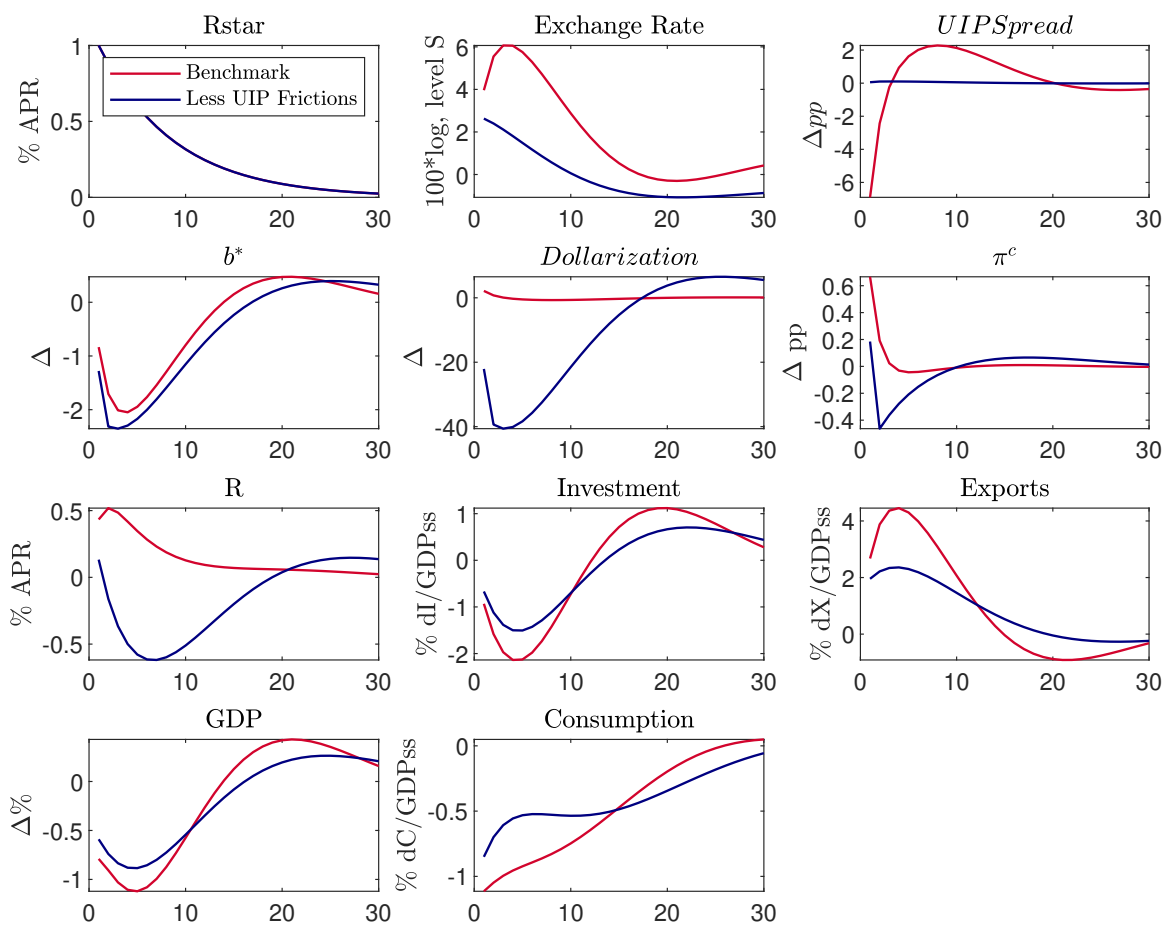 Rstar
% APR
1
0.5
0
0 10 20 30
Benchmark
Less UIP Frictions
Exchange Rate
100*log, level S
6
4
2
0
0 10 20 30
UIPSpread
Δpp
2
0
-2
-4
-6
0 10 20 30
b*
Δ
0
-1
-2
0 10 20 30
Dollarization
Δ
0
-20
-40
0 10 20 30
π^c
Δ pp
0.6
0.4
0.2
0
-0.2
-0.4
0 10 20 30
R
% APR
0.5
0
-0.5
0 10 20 30
Investment
% dI/GDPss
1
0
-1
-2
0 10 20 30
Exports
% dX/GDPss
4
2
0
0 10 20 30
GDP
Δ%
0
-0.5
-1
0 10 20 30
Consumption
% dC/GDPss
0
-0.5
-1
0 10 20 30